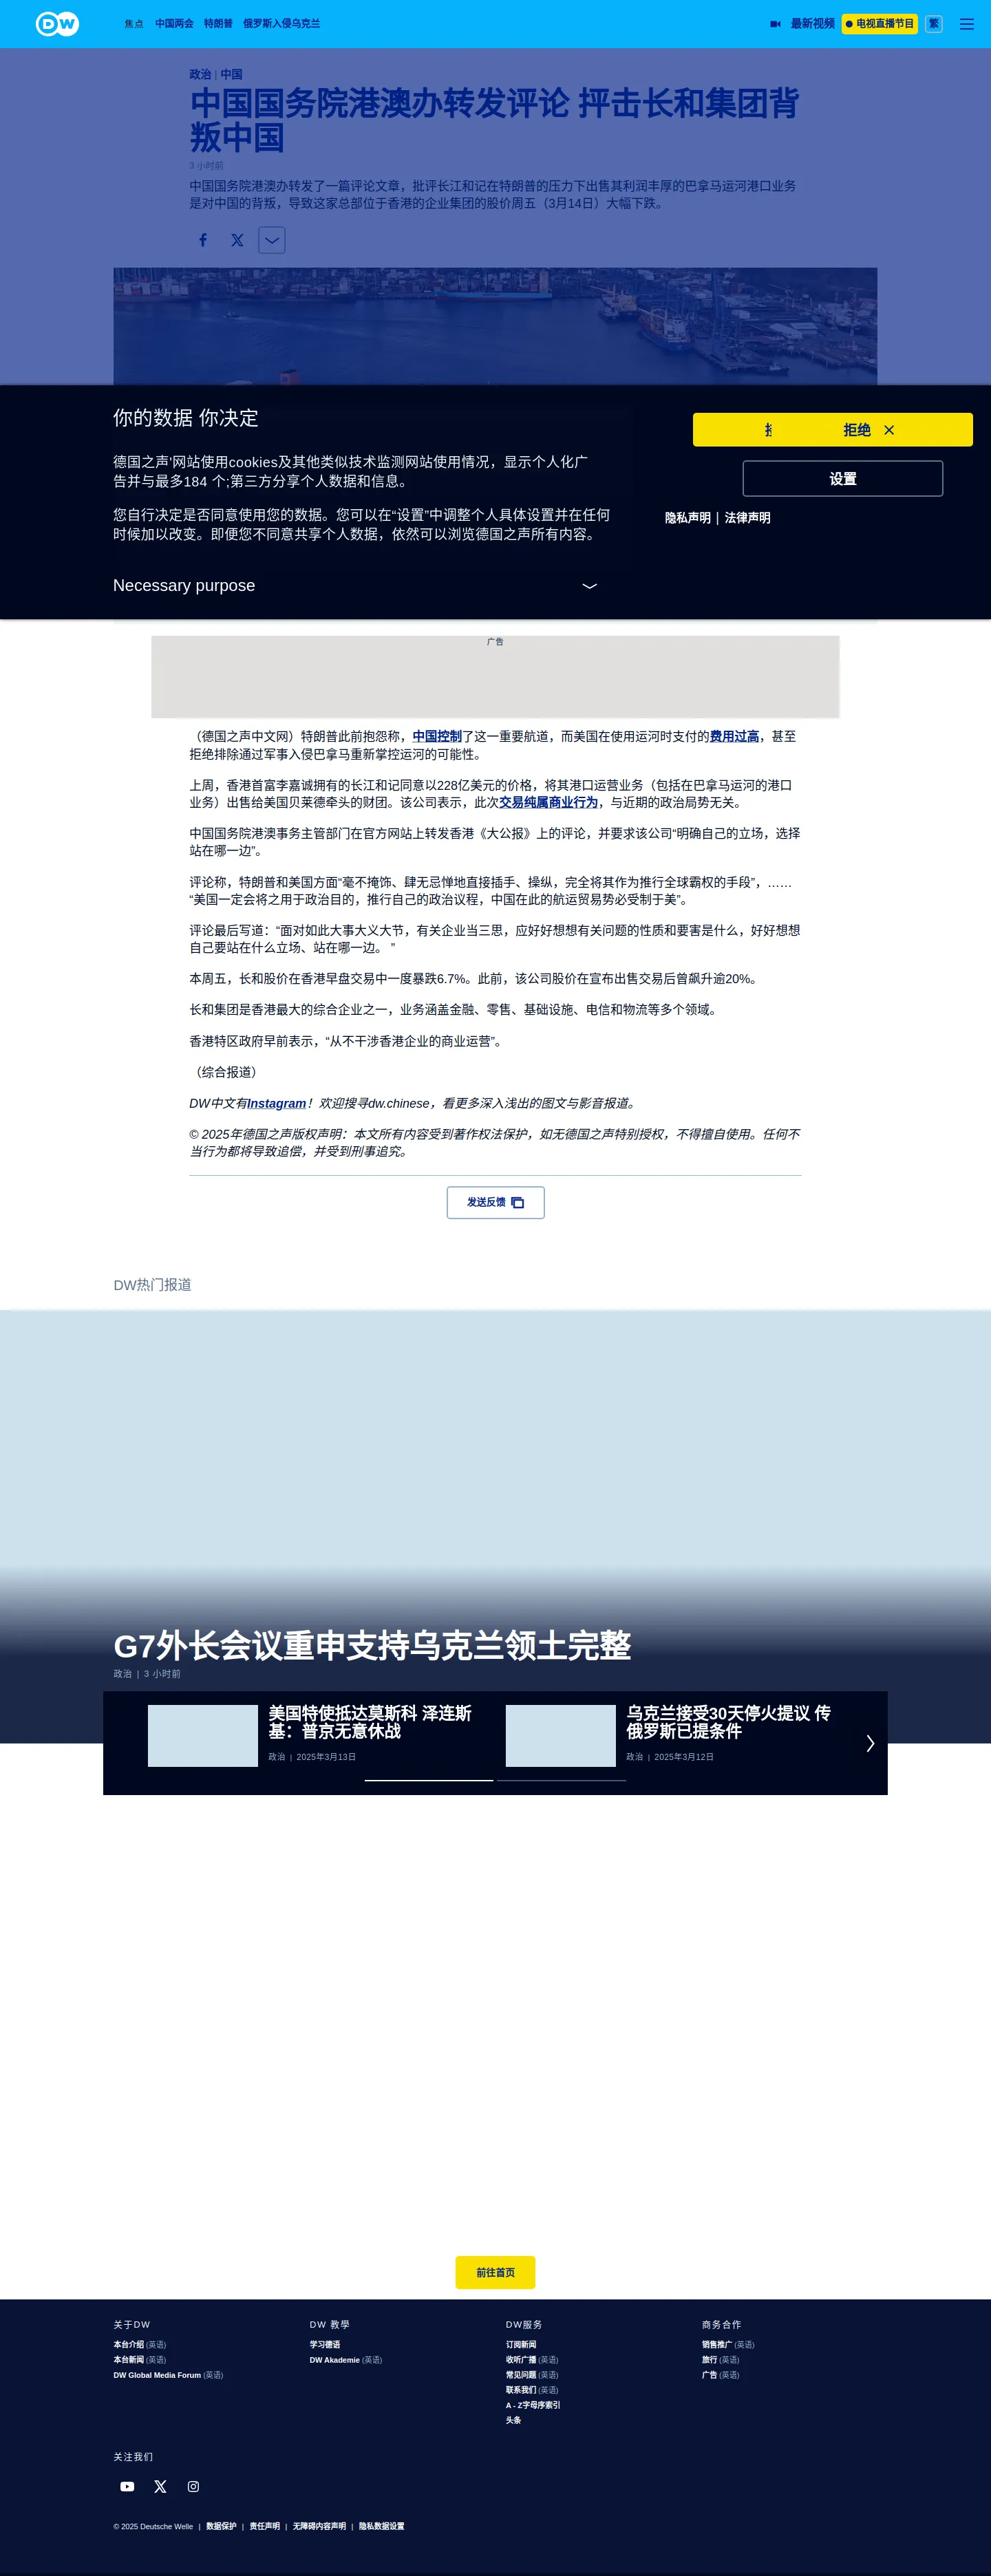 DW
焦点 中国两会 特朗普 俄罗斯入侵乌克兰
最新视频 电视直播节目 繁
政治 | 中国
中国国务院港澳办转发评论 抨击长和集团背
叛中国
3 小时前
中国国务院港澳办转发了一篇评论文章，批评长江和记在特朗普的压力下出售其利润丰厚的巴拿马运河港口业务
是对中国的背叛，导致这家总部位于香港的企业集团的股价周五（3月14日）大幅下跌。
你的数据 你决定
德国之声'网站使用cookies及其他类似技术监测网站使用情况，显示个人化广
告并与最多184 个;第三方分享个人数据和信息。
您自行决定是否同意使用您的数据。您可以在“设置”中调整个人具体设置并在任何
时候加以改变。即便您不同意共享个人数据，依然可以浏览德国之声所有内容。
Necessary purpose
拒绝
设置
隐私声明 | 法律声明
广告
（德国之声中文网）特朗普此前抱怨称，中国控制了这一重要航道，而美国在使用运河时支付的费用过高，甚至
拒绝排除通过军事入侵巴拿马重新掌控运河的可能性。
上周，香港首富李嘉诚拥有的长江和记同意以228亿美元的价格，将其港口运营业务（包括在巴拿马运河的港口
业务）出售给美国贝莱德牵头的财团。该公司表示，此次交易纯属商业行为，与近期的政治局势无关。
中国国务院港澳事务主管部门在官方网站上转发香港《大公报》上的评论，并要求该公司“明确自己的立场，选择
站在哪一边”。
评论称，特朗普和美国方面“毫不掩饰、肆无忌惮地直接插手、操纵，完全将其作为推行全球霸权的手段”，……
“美国一定会将之用于政治目的，推行自己的政治议程，中国在此的航运贸易势必受制于美”。
评论最后写道：“面对如此大事大义大节，有关企业当三思，应好好想想有关问题的性质和要害是什么，好好想想
自己要站在什么立场、站在哪一边。 ”
本周五，长和股价在香港早盘交易中一度暴跌6.7%。此前，该公司股价在宣布出售交易后曾飙升逾20%。
长和集团是香港最大的综合企业之一，业务涵盖金融、零售、基础设施、电信和物流等多个领域。
香港特区政府早前表示，“从不干涉香港企业的商业运营”。
（综合报道）
DW中文有Instagram！欢迎搜寻dw.chinese，看更多深入浅出的图文与影音报道。
© 2025年德国之声版权声明：本文所有内容受到著作权法保护，如无德国之声特别授权，不得擅自使用。任何不
当行为都将导致追偿，并受到刑事追究。
发送反馈
DW热门报道
G7外长会议重申支持乌克兰领土完整
政治 | 3 小时前
美国特使抵达莫斯科 泽连斯
基：普京无意休战
政治 | 2025年3月13日
乌克兰接受30天停火提议 传
俄罗斯已提条件
政治 | 2025年3月12日
前往首页
关于DW
本台介绍 (英语)
本台新闻 (英语)
DW Global Media Forum (英语)
DW 教學
学习德语
DW Akademie (英语)
DW服务
订阅新闻
收听广播 (英语)
常见问题 (英语)
联系我们 (英语)
A - Z字母序索引
头条
商务合作
销售推广 (英语)
旅行 (英语)
广告 (英语)
关注我们
© 2025 Deutsche Welle | 数据保护 | 责任声明 | 无障碍内容声明 | 隐私数据设置